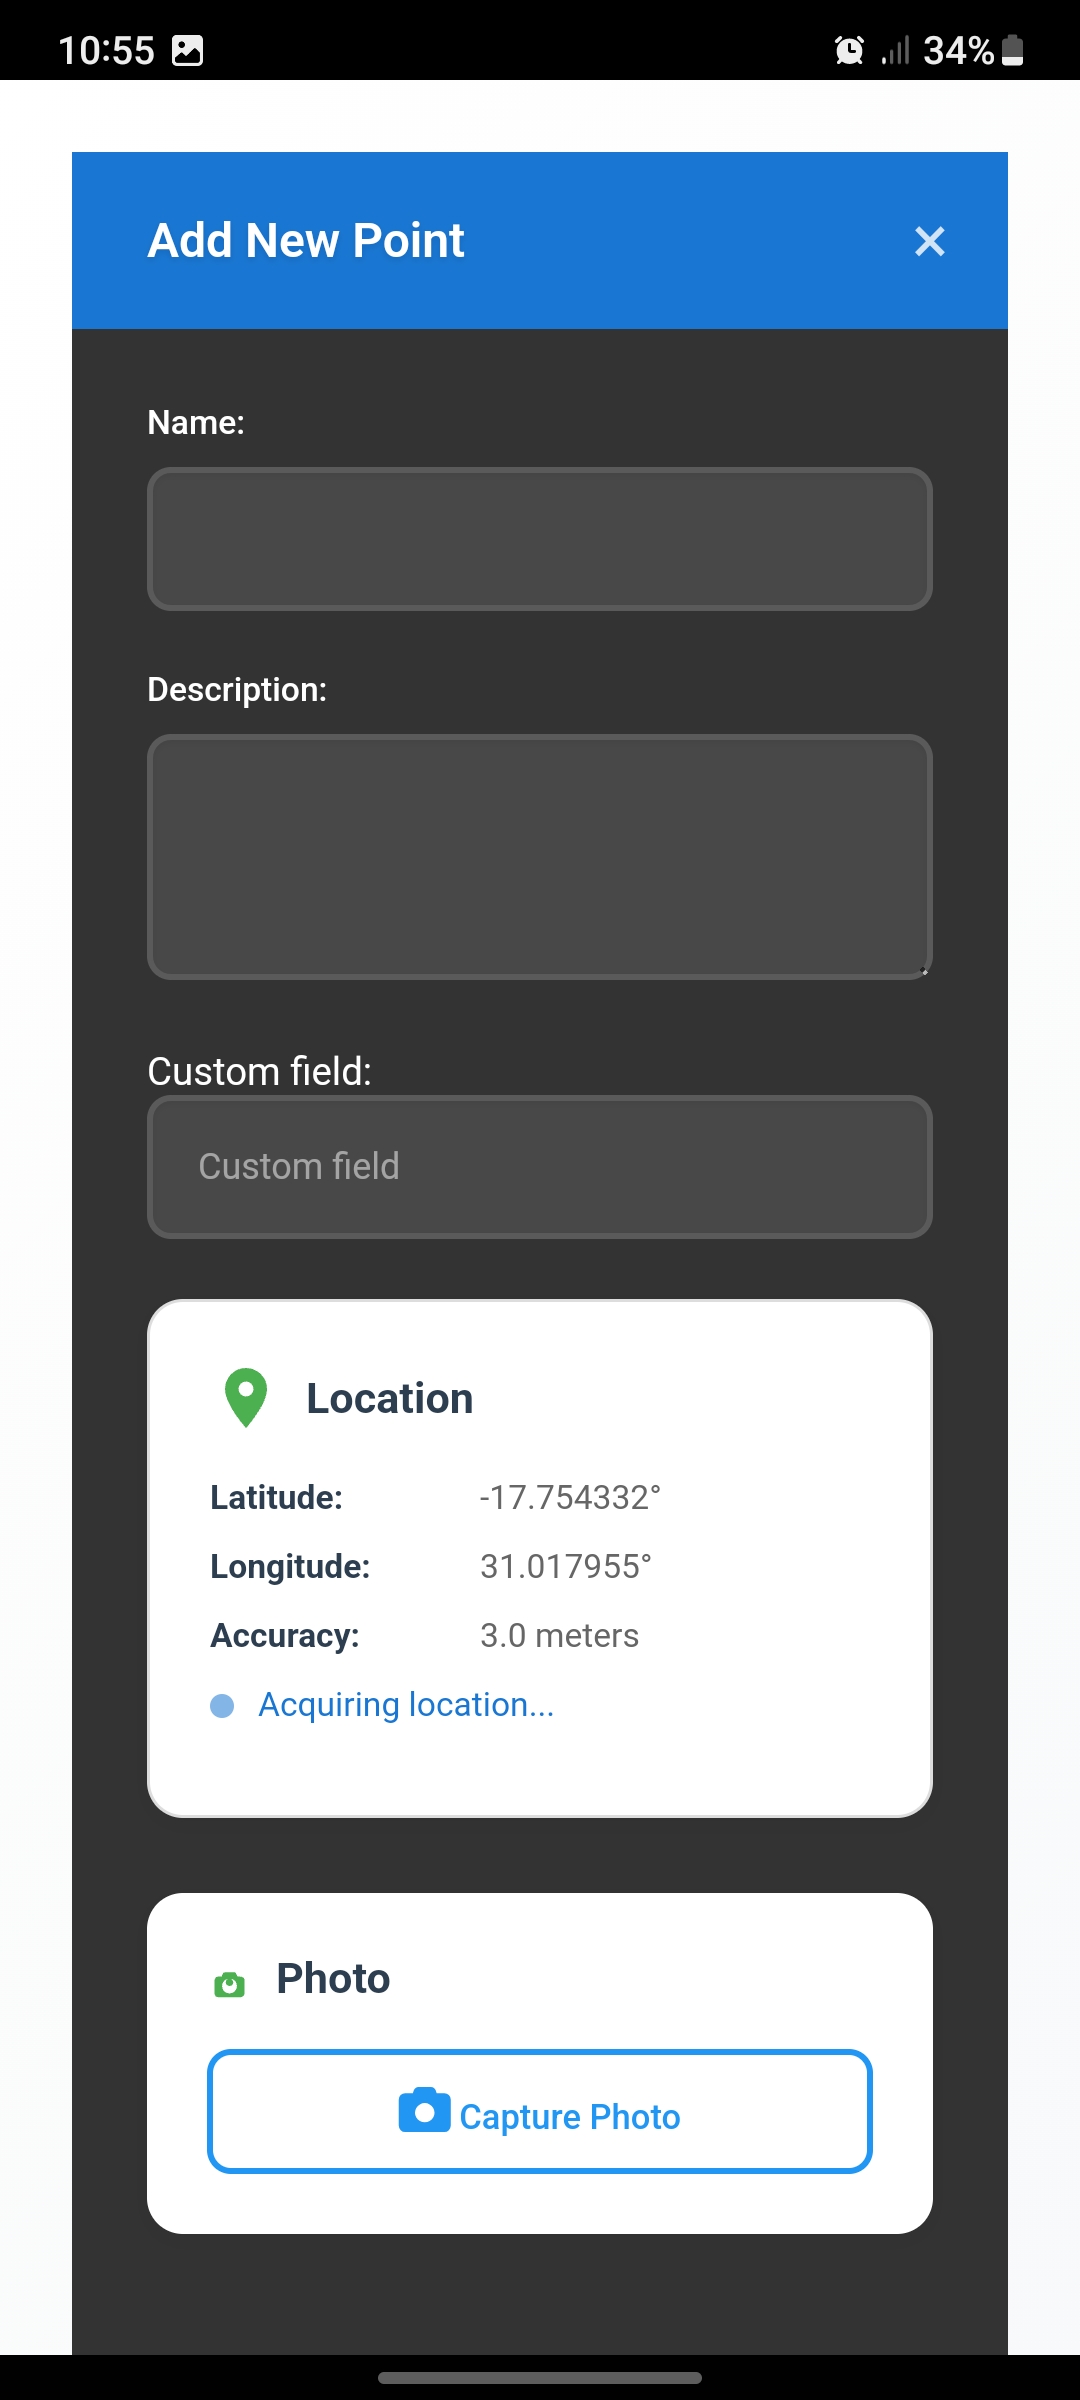 10:55
34%
Add New Point
Name:
Description:
Custom field:
Custom field
Location
Latitude: -17.754332°
Longitude: 31.017955°
Accuracy: 3.0 meters
Acquiring location...
Photo
Capture Photo